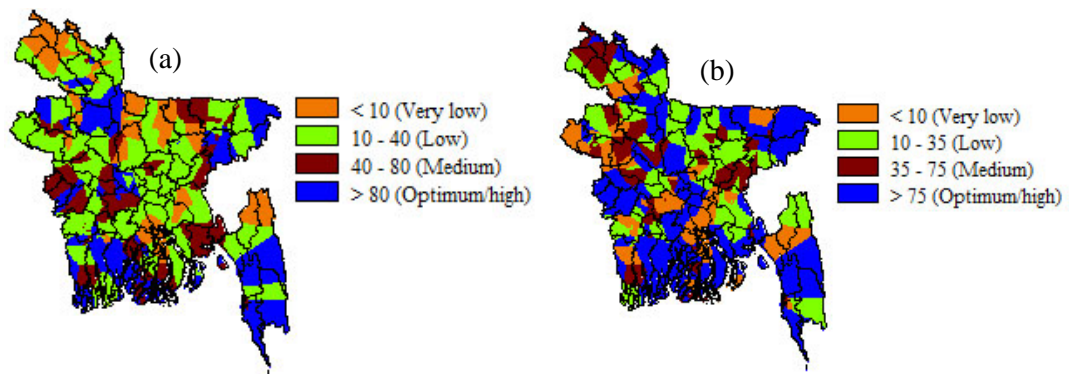 (a)
< 10 (Very low)
10 - 40 (Low)
40 - 80 (Medium)
> 80 (Optimum/high)
(b)
< 10 (Very low)
10 - 35 (Low)
35 - 75 (Medium)
> 75 (Optimum/high)